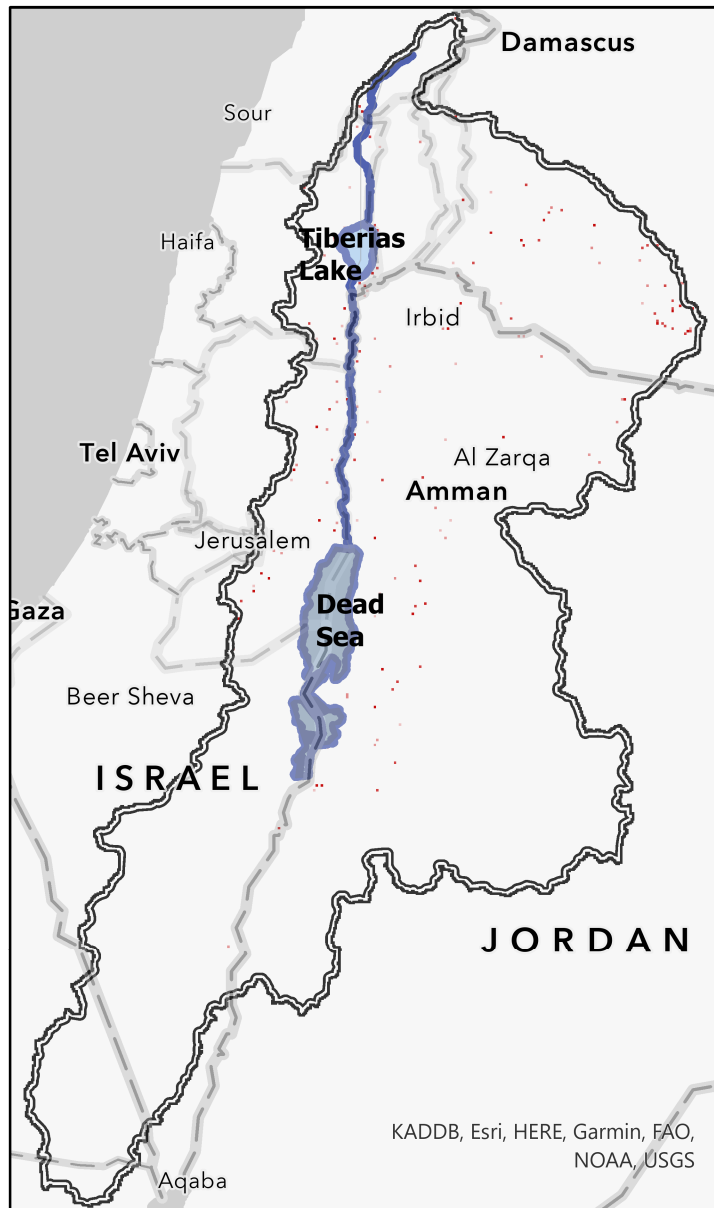 Damascus
Sour
Tiberias
Lake
Haifa
Irbid
Tel Aviv
Al Zarqa
Amman
Jerusalem
Dead
Sea
Gaza
Beer Sheva
ISRAEL
JORDAN
KADDB, Esri, HERE, Garmin, FAO,
NOAA, USGS
Aqaba